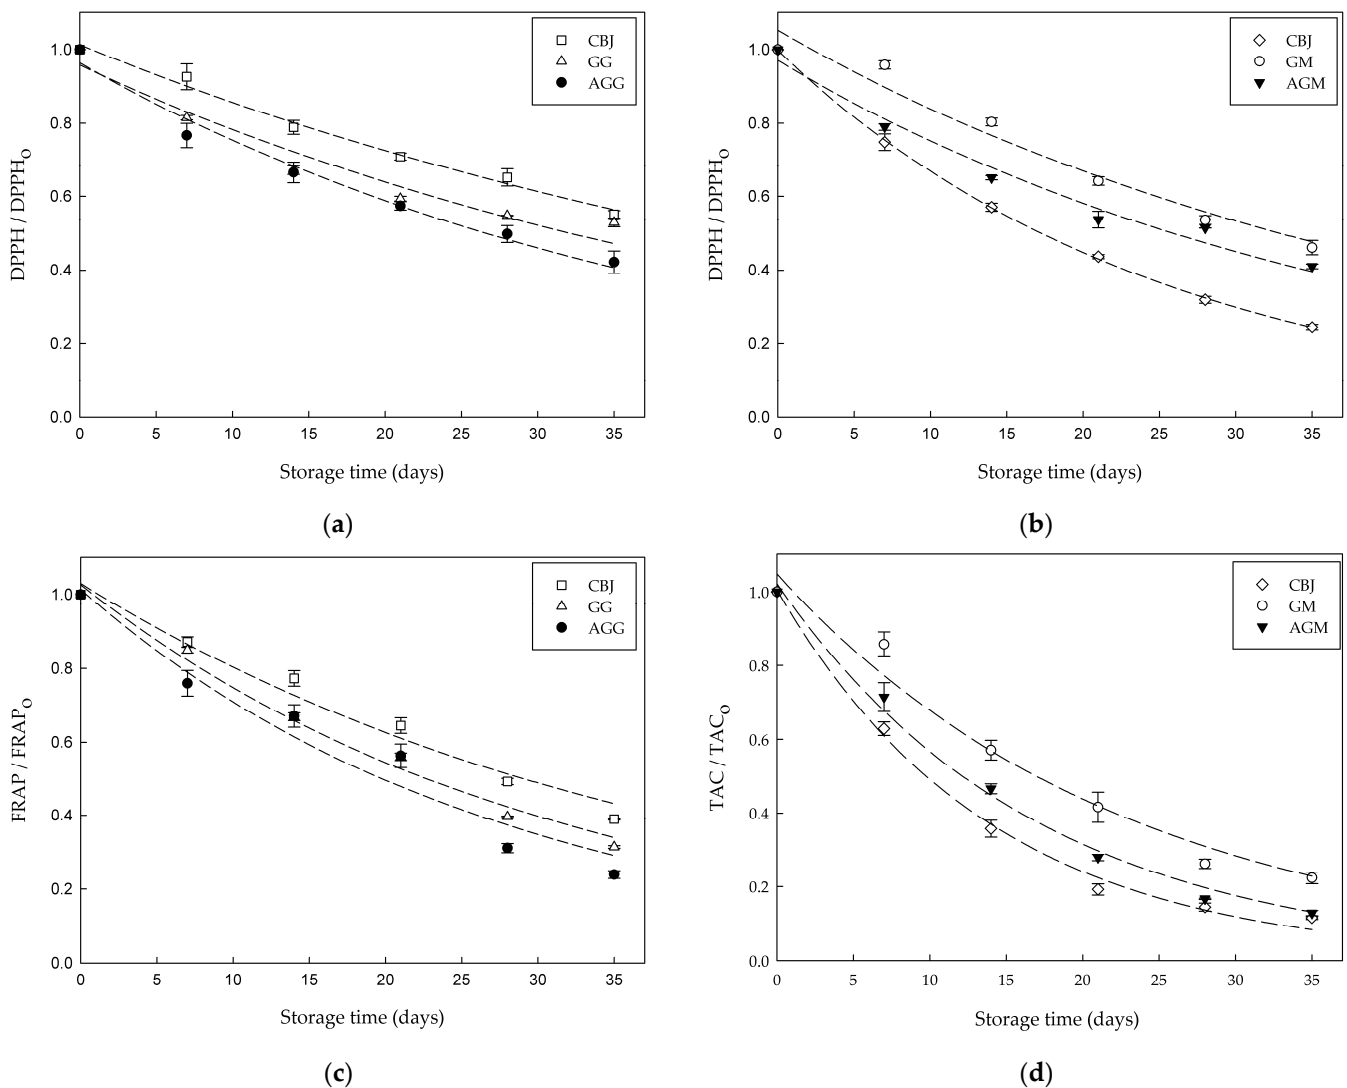 CBJ
GG
AGG
1.0
0.8
0.6
0.4
0.2
0.0
DPPH / DPPHo
0 5 10 15 20 25 30 35
Storage time (days)
(a)
CBJ
GM
AGM
1.0
0.8
0.6
0.4
0.2
0.0
DPPH / DPPHo
0 5 10 15 20 25 30 35
Storage time (days)
(b)
CBJ
GG
AGG
1.0
0.8
0.6
0.4
0.2
0.0
FRAP / FRAPo
0 5 10 15 20 25 30 35
Storage time (days)
(c)
CBJ
GM
AGM
1.0
0.8
0.6
0.4
0.2
0.0
TAC / TACo
0 5 10 15 20 25 30 35
Storage time (days)
(d)